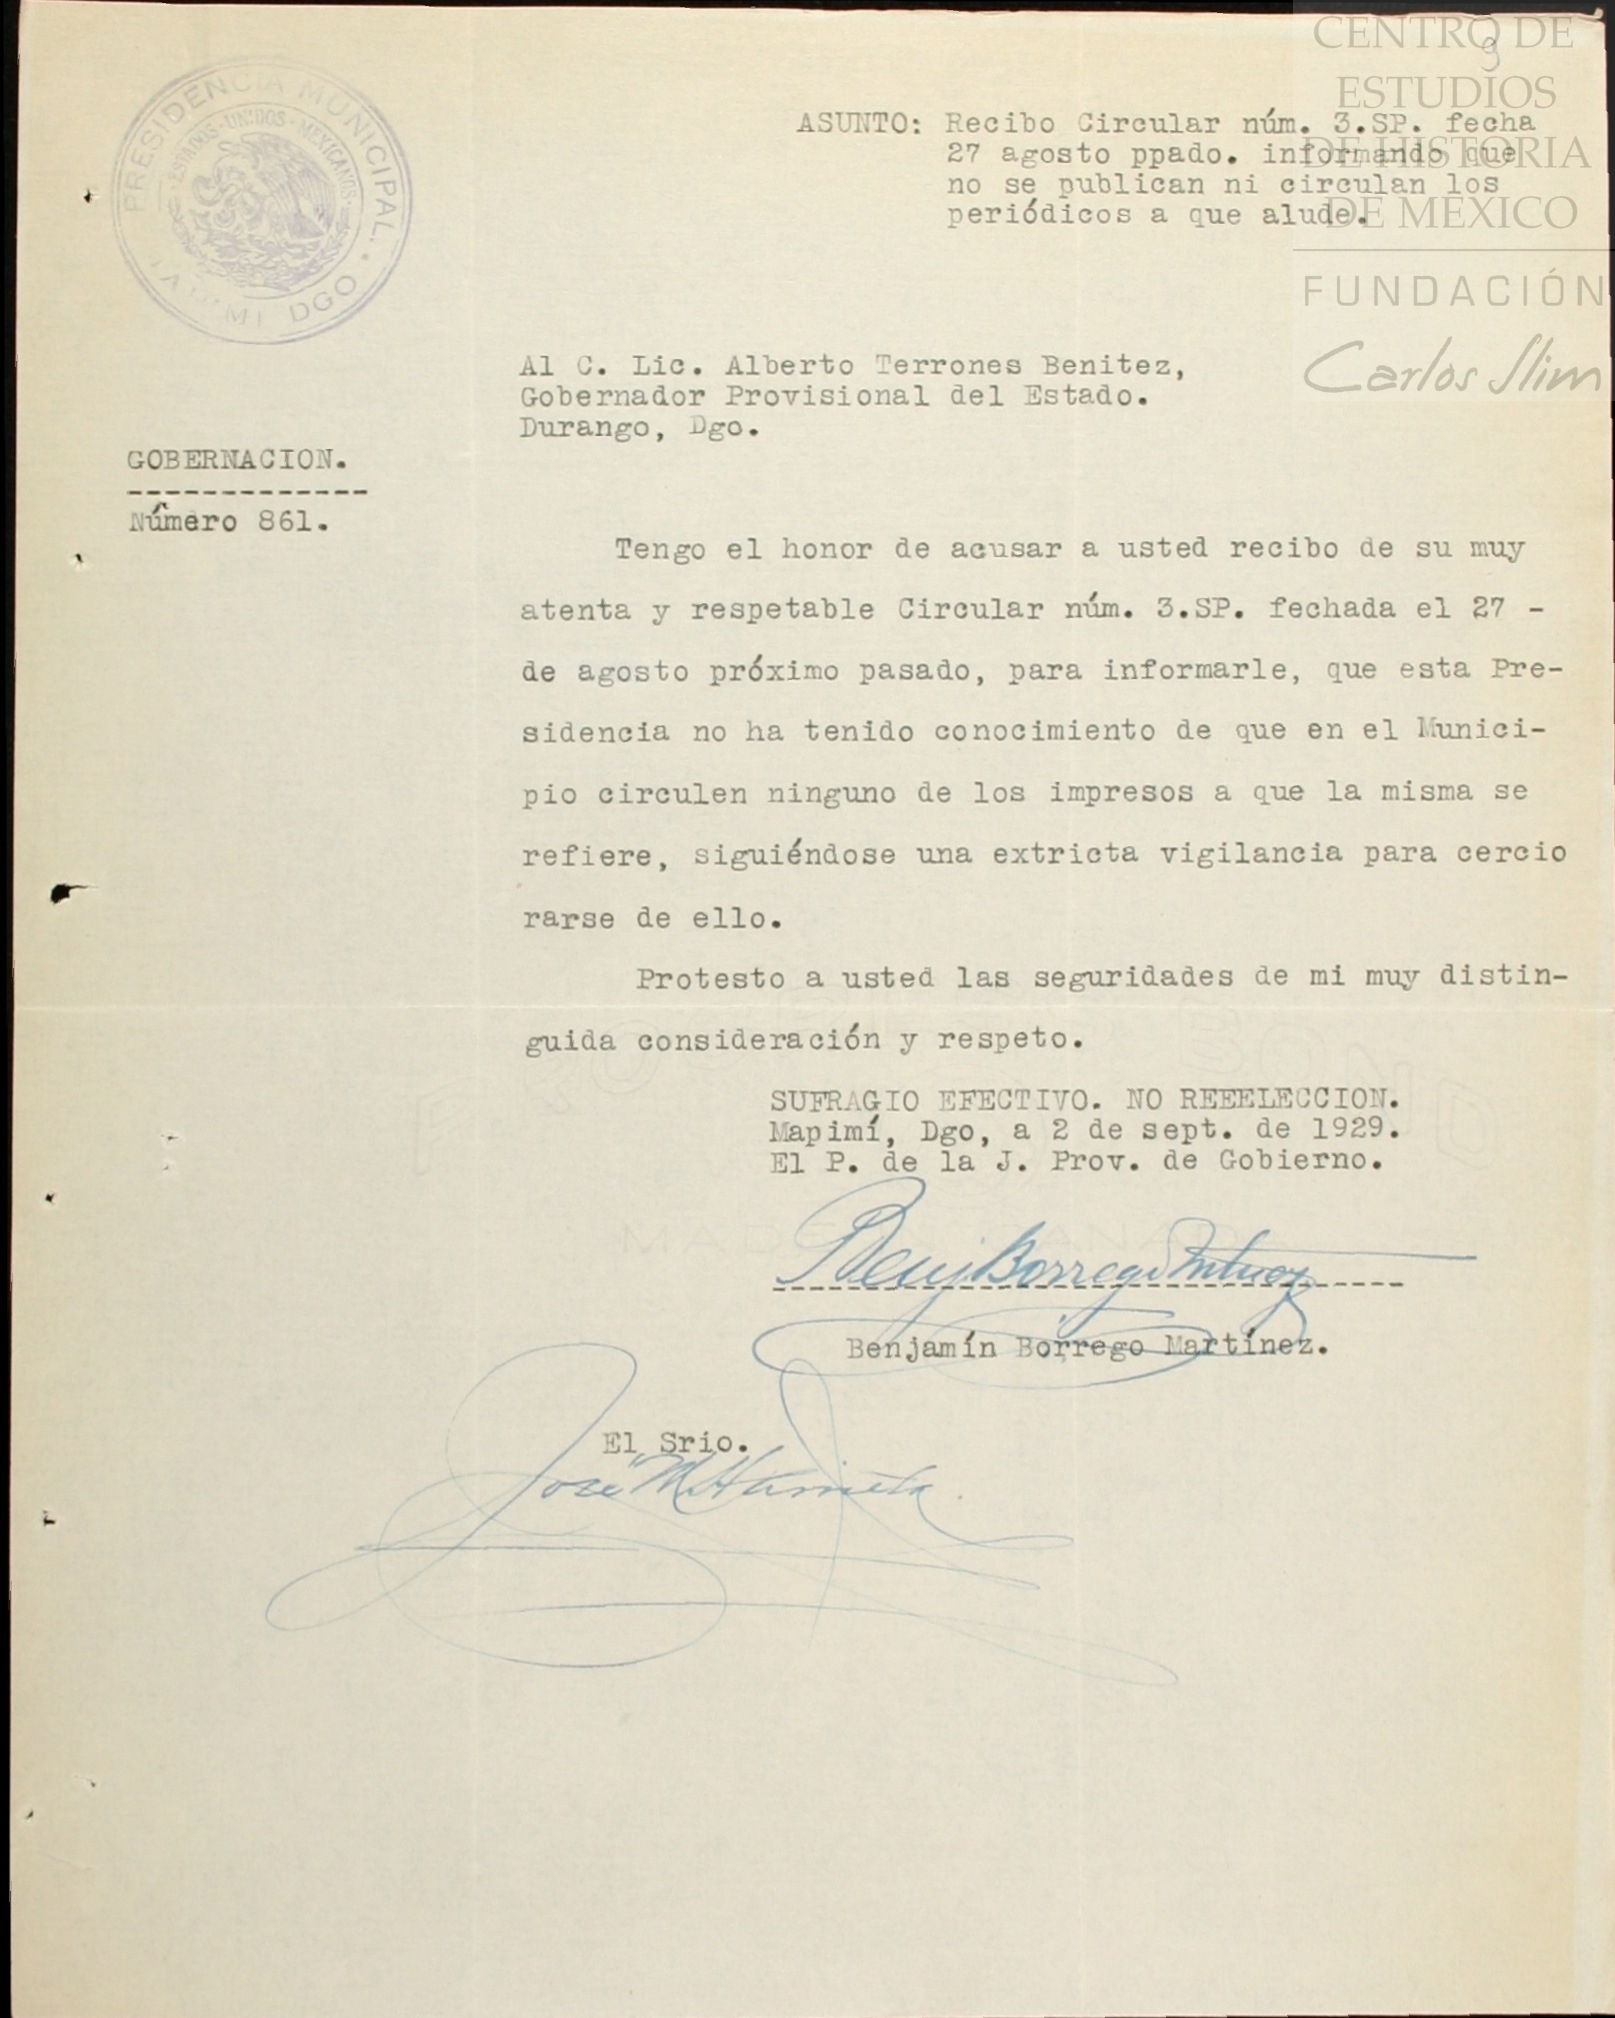 CENTRO DE
ESTUDIOS
DE HISTORIA
DE MÉXICO
FUNDACIÓN
Carlos Slim
9
PRESIDENCIA MUNICIPAL.
ESTADOS-UNIDOS-MEXICANOS
DGO
ASUNTO: Recibo Circular núm. 3.SP. fecha
27 agosto ppado. informando que
no se publican ni circulan los
periódicos a que alude.
Al C. Lic. Alberto Terrones Benitez,
Gobernador Provisional del Estado.
Durango, Dgo.
GOBERNACION.
-------------
Número 861.
Tengo el honor de acusar a usted recibo de su muy
atenta y respetable Circular núm. 3.SP. fechada el 27 -
de agosto próximo pasado, para informarle, que esta Pre-
sidencia no ha tenido conocimiento de que en el Munici-
pio circulen ninguno de los impresos a que la misma se
refiere, siguiéndose una extricta vigilancia para cercio
rarse de ello.
Protesto a usted las seguridades de mi muy distin-
guida consideración y respeto.
SUFRAGIO EFECTIVO. NO REEELECCION.
Mapimí, Dgo, a 2 de sept. de 1929.
El P. de la J. Prov. de Gobierno.
Benj Borrego Martinez
Benjamín Borrego Martínez.
El Srio.
José M.